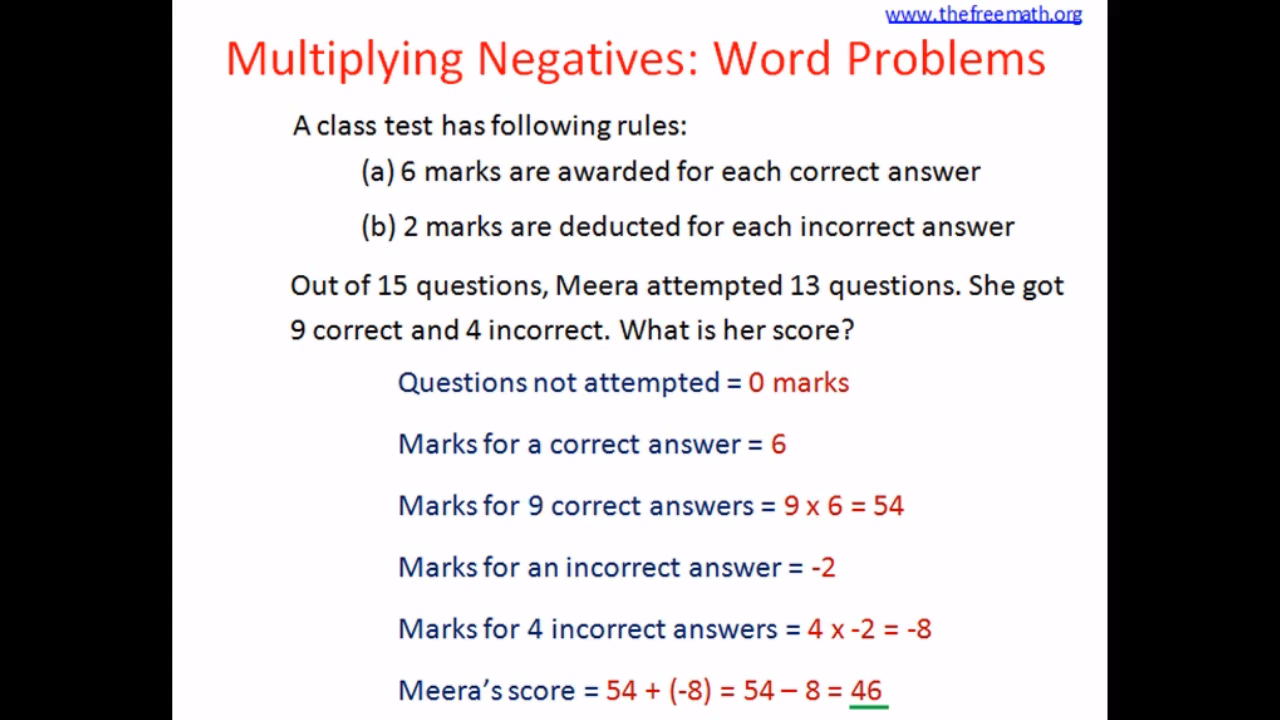 www.thefreemath.org
Multiplying Negatives: Word Problems
A class test has following rules:
(a) 6 marks are awarded for each correct answer
(b) 2 marks are deducted for each incorrect answer
Out of 15 questions, Meera attempted 13 questions. She got
9 correct and 4 incorrect. What is her score?
Questions not attempted = 0 marks
Marks for a correct answer = 6
Marks for 9 correct answers = 9 x 6 = 54
Marks for an incorrect answer = -2
Marks for 4 incorrect answers = 4 x -2 = -8
Meera's score = 54 + (-8) = 54 – 8 = 46